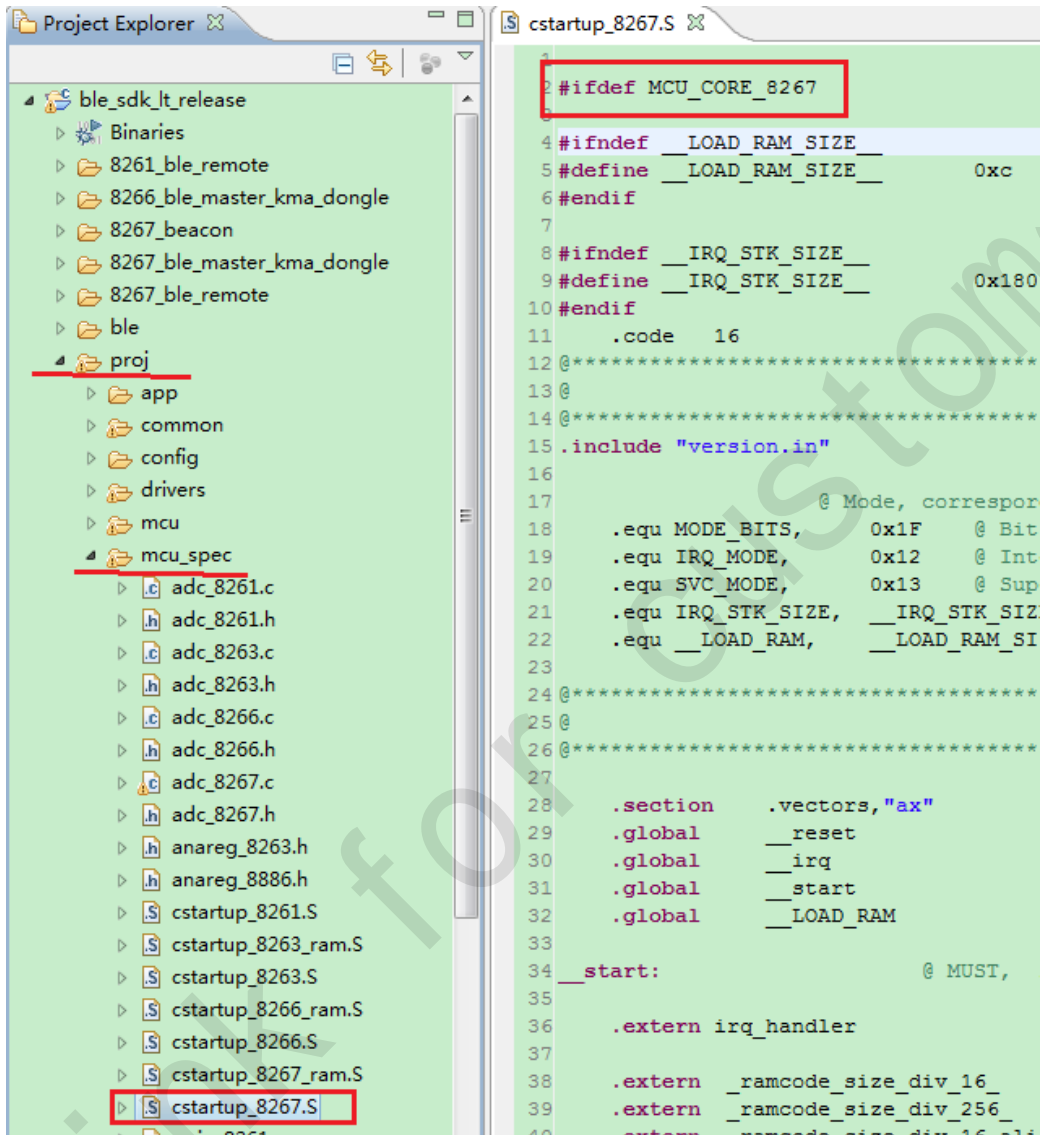 Project Explorer
ble_sdk_lt_release
Binaries
8261_ble_remote
8266_ble_master_kma_dongle
8267_beacon
8267_ble_master_kma_dongle
8267_ble_remote
ble
proj
app
common
config
drivers
mcu
mcu_spec
adc_8261.c
adc_8261.h
adc_8263.c
adc_8263.h
adc_8266.c
adc_8266.h
adc_8267.c
adc_8267.h
anareg_8263.h
anareg_8886.h
cstartup_8261.S
cstartup_8263_ram.S
cstartup_8263.S
cstartup_8266_ram.S
cstartup_8266.S
cstartup_8267_ram.S
cstartup_8267.S
cstartup_8267.S
1
2 #ifdef MCU_CORE_8267
3
4 #ifndef __LOAD_RAM_SIZE__
5 #define __LOAD_RAM_SIZE__ 0xc
6 #endif
7
8 #ifndef __IRQ_STK_SIZE__
9 #define __IRQ_STK_SIZE__ 0x180
10 #endif
11 .code 16
12 @************************************
13 @
14 @************************************
15 .include "version.in"
16
17 @ Mode, correspor
18 .equ MODE_BITS, 0x1F @ Bit
19 .equ IRQ_MODE, 0x12 @ Int
20 .equ SVC_MODE, 0x13 @ Sup
21 .equ IRQ_STK_SIZE, __IRQ_STK_SIZ
22 .equ __LOAD_RAM, __LOAD_RAM_SI
23
24 @************************************
25 @
26 @************************************
27
28 .section .vectors,"ax"
29 .global __reset
30 .global __irq
31 .global __start
32 .global __LOAD_RAM
33
34 __start: @ MUST,
35
36 .extern irq_handler
37
38 .extern _ramcode_size_div_16_
39 .extern _ramcode_size_div_256_